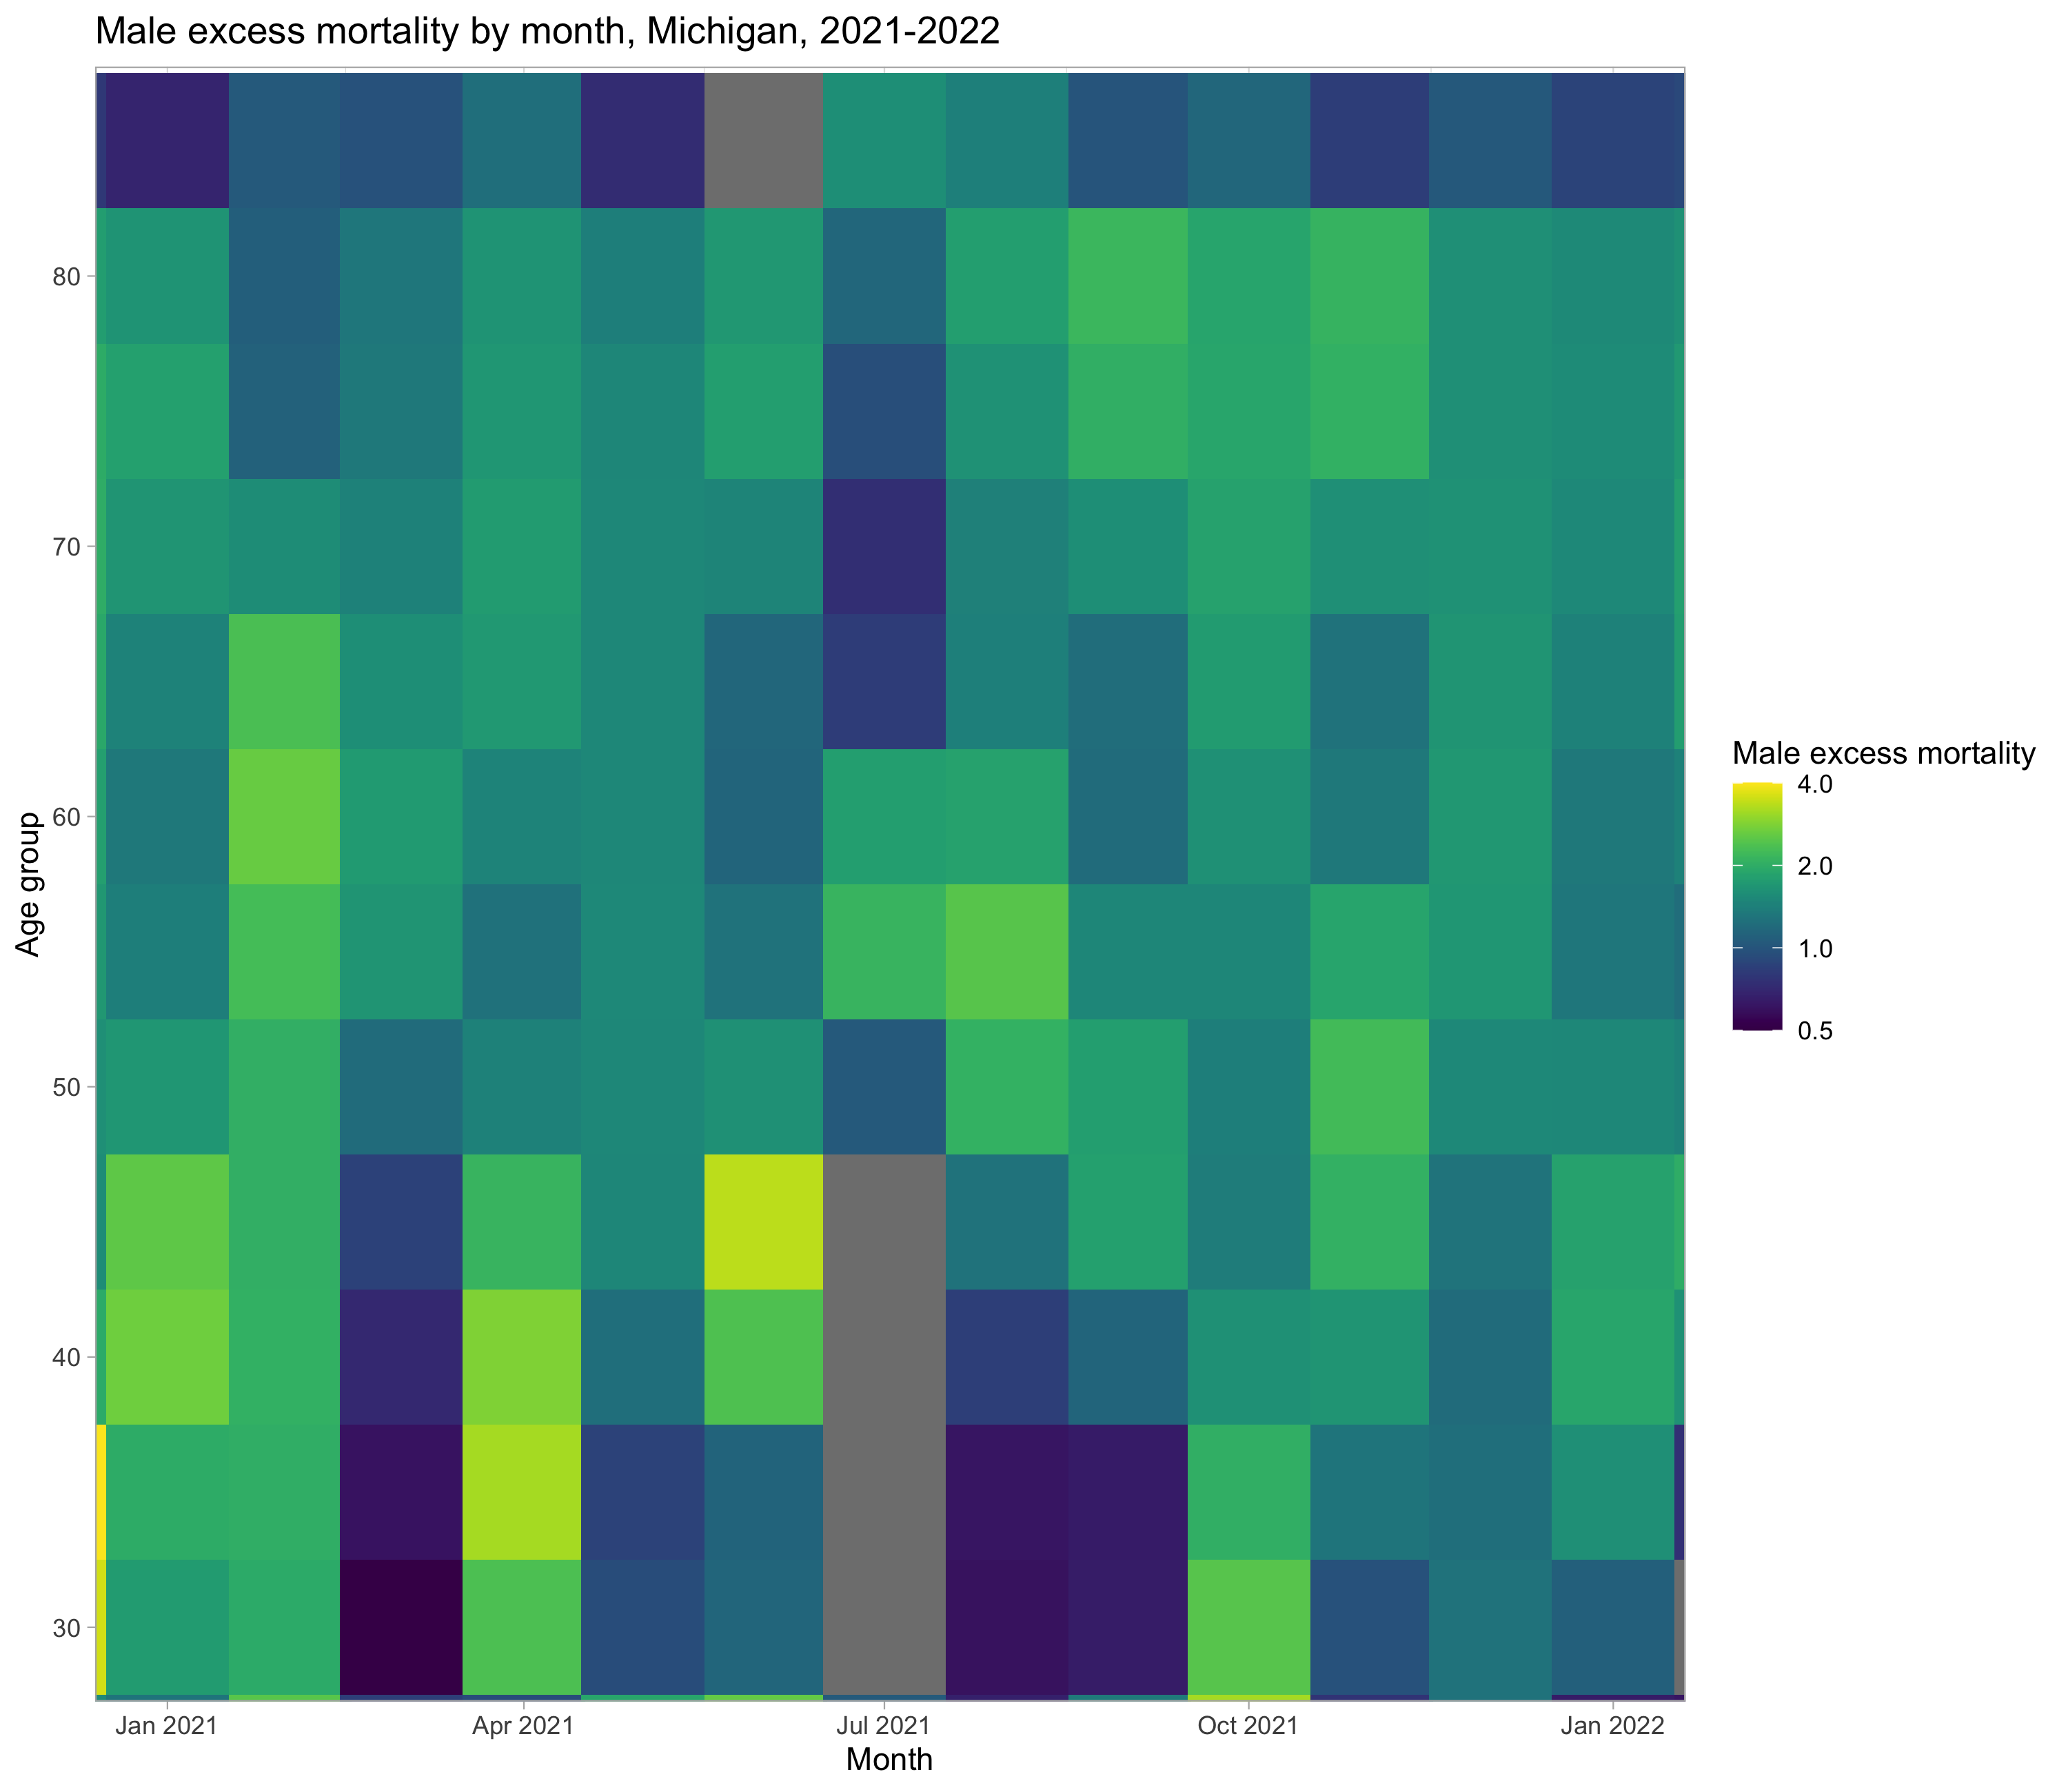 Male excess mortality by month, Michigan, 2021-2022
80
70
60
50
40
30
Age group
Jan 2021
Apr 2021
Jul 2021
Oct 2021
Jan 2022
Month
Male excess mortality
4.0
2.0
1.0
0.5